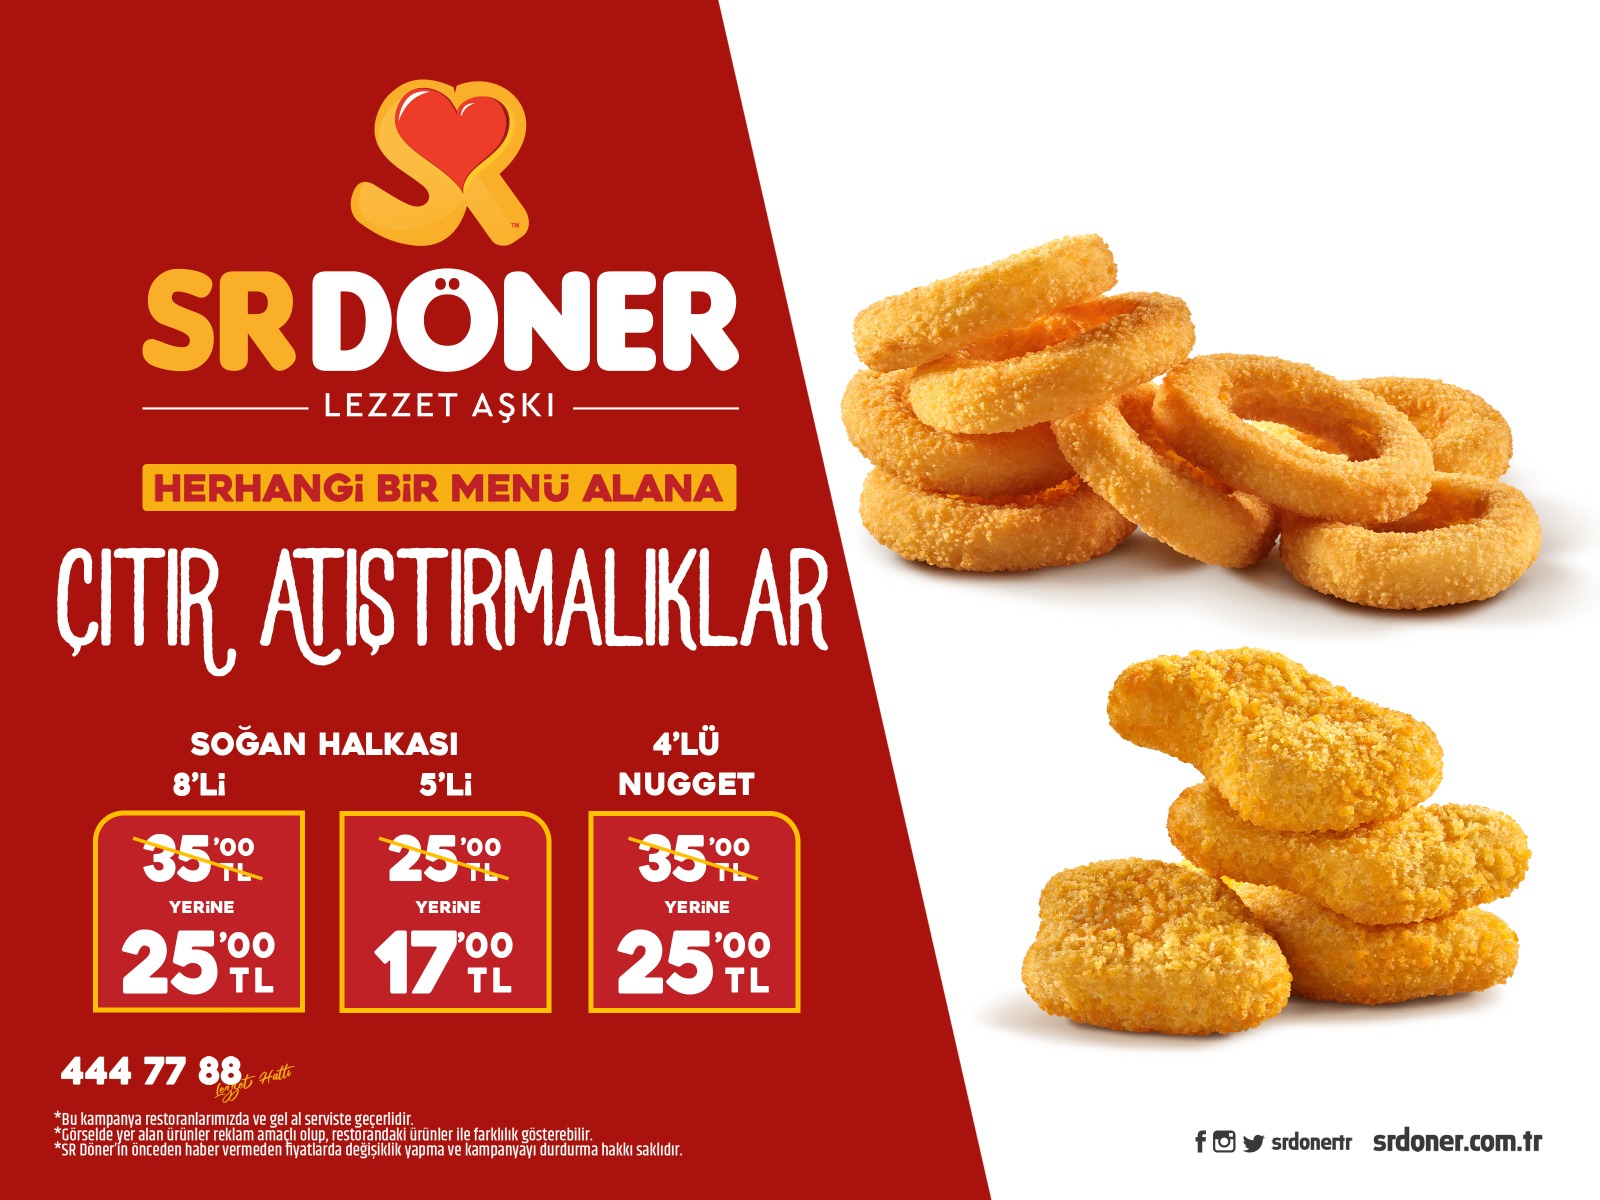 SR
TM
SR DÖNER
LEZZET AŞKI
HERHANGİ BİR MENÜ ALANA
ÇITIR ATIŞTIRMALIKLAR
SOĞAN HALKASI
8'Lİ
5'Lİ
4'LÜ
NUGGET
35'00 TL
YERİNE
25'00 TL
25'00 TL
YERİNE
17'00 TL
35'00 TL
YERİNE
25'00 TL
444 77 88
Lezzet Hattı
*Bu kampanya restoranlarımızda ve gel al serviste geçerlidir.
*Görselde yer alan ürünler reklam amaçlı olup, restorandaki ürünler ile farklılık gösterebilir.
*SR Döner'in önceden haber vermeden fiyatlarda değişiklik yapma ve kampanyayı durdurma hakkı saklıdır.
srdonertr srdoner.com.tr